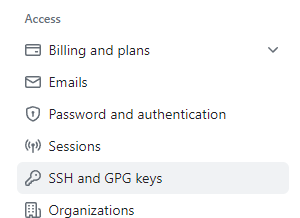 Access
Billing and plans
Emails
Password and authentication
Sessions
SSH and GPG keys
Organizations